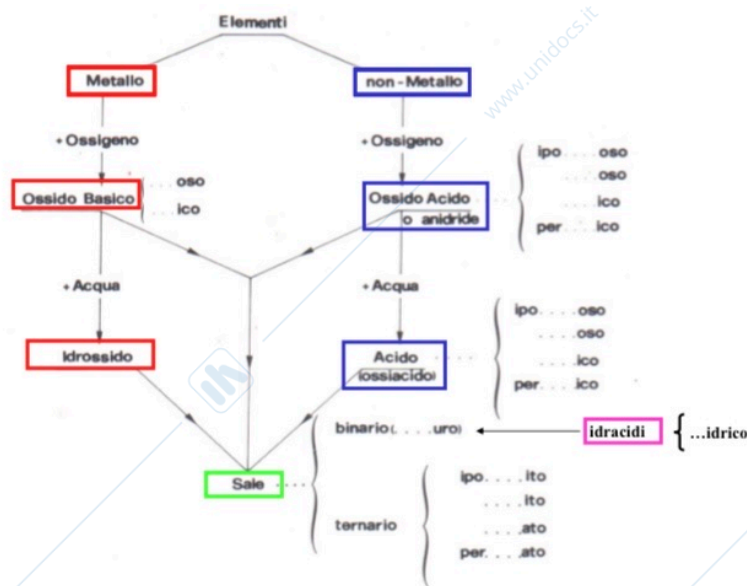 Elementi
www.unidocs.it
Metallo
non - Metallo
+ Ossigeno
+ Ossigeno
Ossido Basico
. . . oso
. . . ico
Ossido Acido
o anidride
ipo . . . . oso
. . . . oso
. . . . ico
per . . . . ico
+ Acqua
+ Acqua
Idrossido
Acido
(ossiacido)
ipo . . . . oso
. . . . oso
. . . . ico
per . . . . ico
binario (. . . . uro)
idracidi
...idrico
Sale
ternario
ipo . . . . ito
. . . . ito
. . . . ato
per . . . . ato